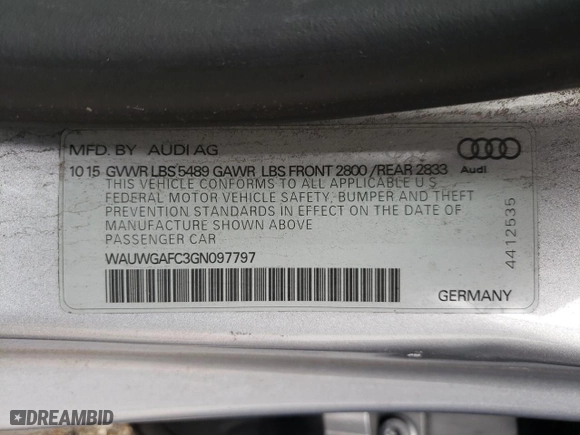 MFD. BY AUDI AG
10 15 GVWR LBS 5489 GAWR LBS FRONT 2800 /REAR 2833
THIS VEHICLE CONFORMS TO ALL APPLICABLE U S
FEDERAL MOTOR VEHICLE SAFETY, BUMPER AND THEFT
PREVENTION STANDARDS IN EFFECT ON THE DATE OF
MANUFACTURE SHOWN ABOVE
PASSENGER CAR
WAUWGAFC3GN097797
GERMANY
Audi
4412535
DREAMBID